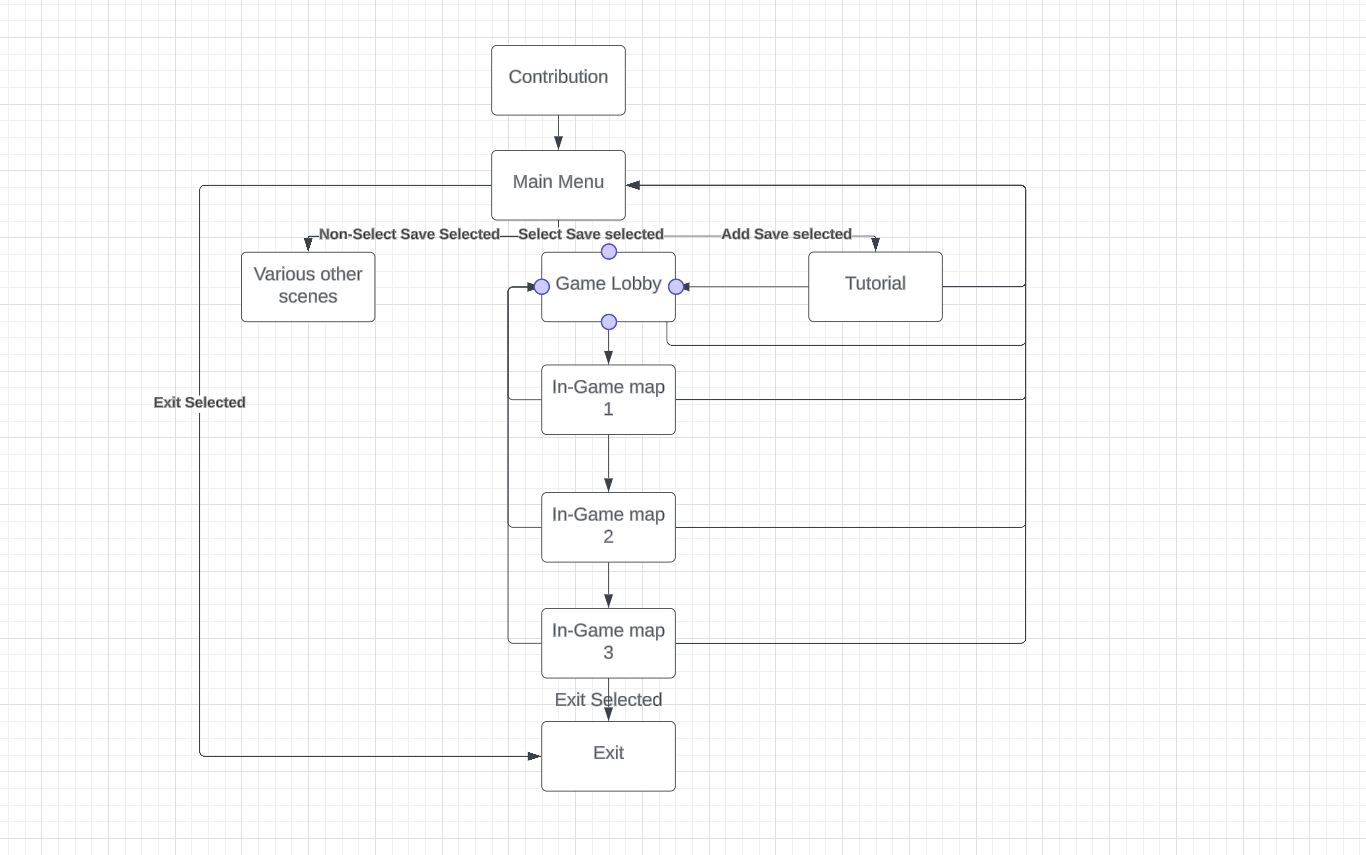 Contribution
Main Menu
Non-Select Save Selected
Select Save selected
Add Save selected
Various other
scenes
Game Lobby
Tutorial
In-Game map
1
Exit Selected
In-Game map
2
In-Game map
3
Exit Selected
Exit